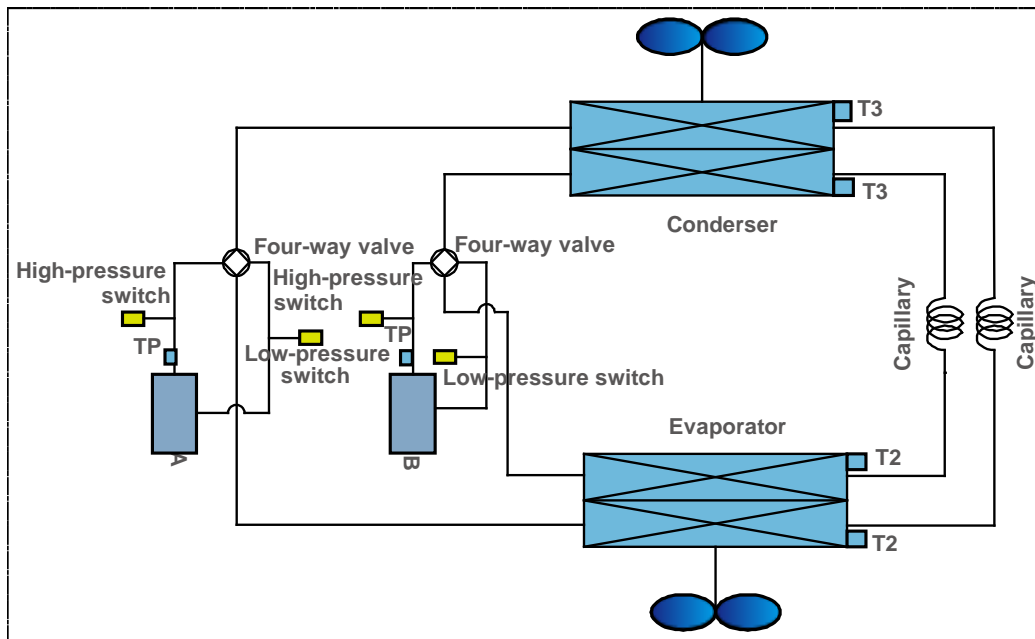 T3
T3
Conderser
Four-way valve
Four-way valve
High-pressure
switch
High-pressure
switch
TP
TP
Low-pressure
switch
Low-pressure switch
Capillary
Capillary
A
B
Evaporator
T2
T2